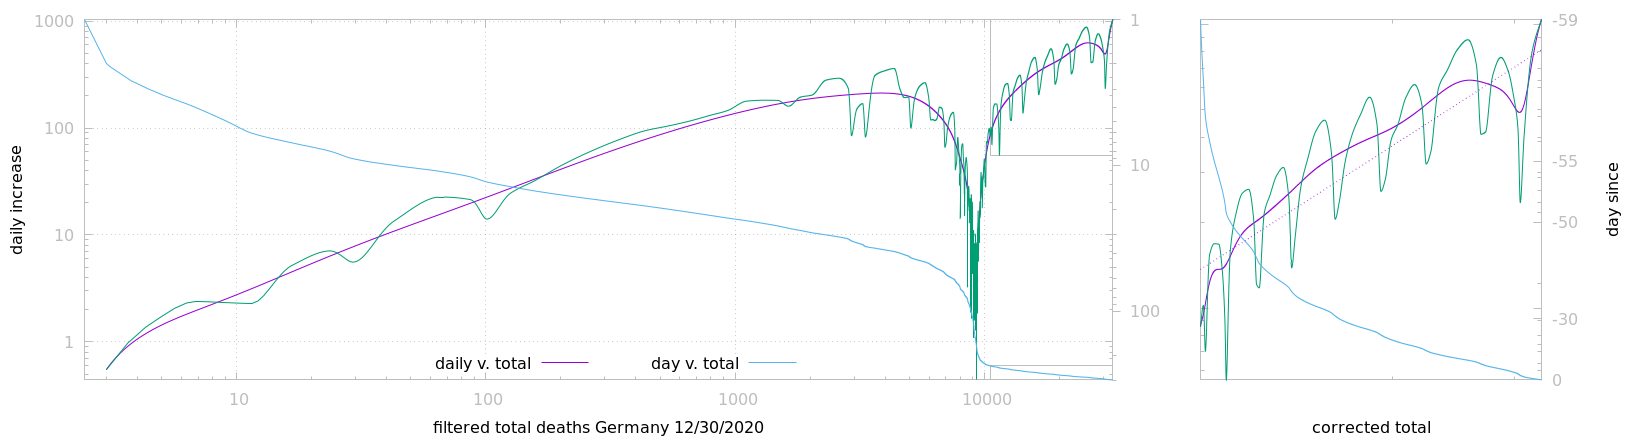 1000
100
10
1
daily increase
1
10
100
daily v. total
day v. total
10
100
1000
10000
filtered total deaths Germany 12/30/2020
-59
-55
-50
-30
0
day since
corrected total